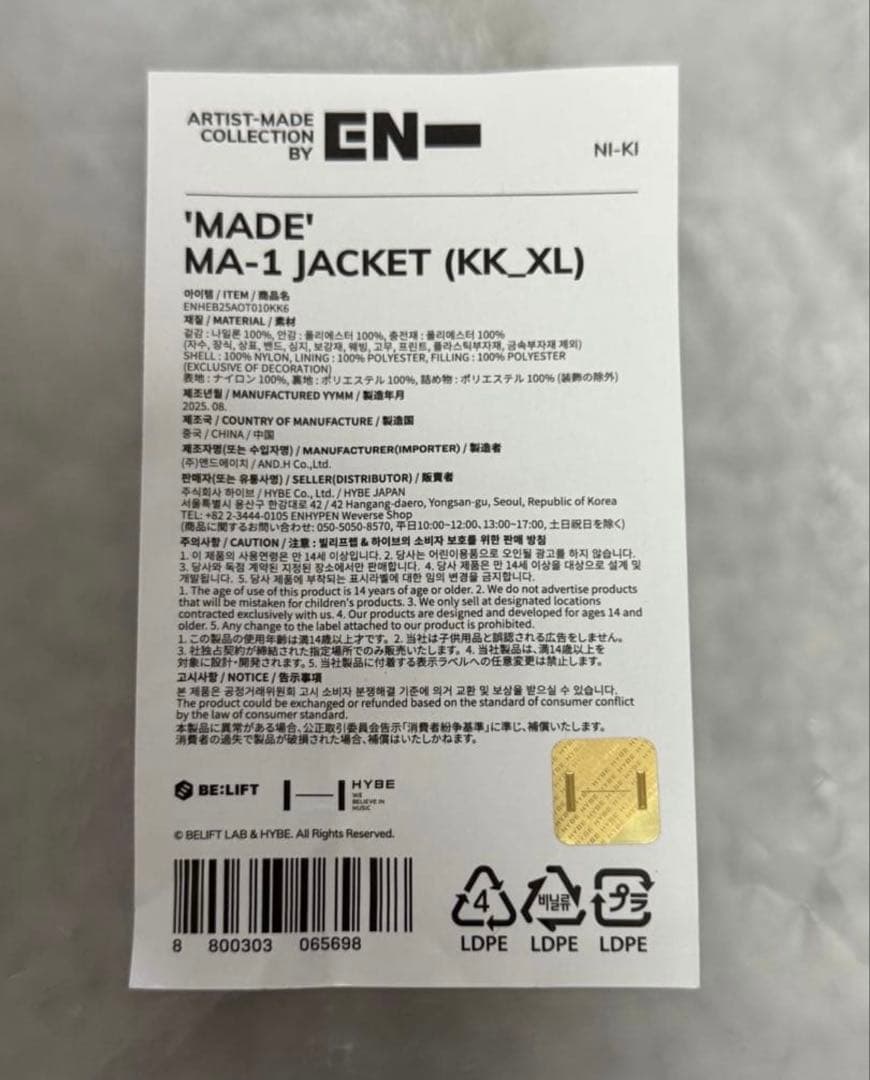 ARTIST-MADE
COLLECTION
BY
EN-
NI-KI
'MADE'
MA-1 JACKET (KK_XL)
아이템 / ITEM / 商品名
ENHEB25AOT010KK6
재질 / MATERIAL / 素材
겉감 : 나일론 100%, 안감 : 폴리에스터 100%, 충전재 : 폴리에스터 100%
(자수, 장식, 상표, 밴드, 심지, 보강재, 웨빙, 고무, 프린트, 플라스틱부자재, 금속부자재 제외)
SHELL : 100% NYLON, LINING : 100% POLYESTER, FILLING : 100% POLYESTER
(EXCLUSIVE OF DECORATION)
表地 : ナイロン 100%, 裏地 : ポリエステル 100%, 詰め物 : ポリエステル 100% (装飾の除外)
제조년월 / MANUFACTURED YYMM / 製造年月
2025. 08.
제조국 / COUNTRY OF MANUFACTURE / 製造国
중국 / CHINA / 中国
제조자명(또는 수입자명) / MANUFACTURER(IMPORTER) / 製造者
(주)앤드에이치 / AND.H Co.,Ltd.
판매자(또는 유통사명) / SELLER(DISTRIBUTOR) / 販賣者
주식회사 하이브 / HYBE Co., Ltd. / HYBE JAPAN
서울특별시 용산구 한강대로 42 / 42 Hangang-daero, Yongsan-gu, Seoul, Republic of Korea
TEL: +82 2-3444-0105 ENHYPEN Weverse Shop
(商品に関するお問い合わせ: 050-5050-8570, 平日10:00~12:00、13:00~17:00, 土日祝日を除く)
주의사항 / CAUTION / 注意 : 빌리프랩 & 하이브의 소비자 보호를 위한 판매 방침
1. 이 제품의 사용연령은 만 14세 이상입니다. 2. 당사는 어린이용품으로 오인될 광고를 하지 않습니다.
3. 당사와 독점 계약된 지정된 장소에서만 판매합니다. 4. 당사 제품은 만 14세 이상을 대상으로 설계 및
개발됩니다. 5. 당사 제품에 부착되는 표시라벨에 대한 임의 변경을 금지합니다.
1. The age of use of this product is 14 years of age or older. 2. We do not advertise products
that will be mistaken for children's products. 3. We only sell at designated locations
contracted exclusively with us. 4. Our products are designed and developed for ages 14 and
older. 5. Any change to the label attached to our product is prohibited.
1. この製品の使用年齢は満14歳以上才です。2. 当社は子供用品と誤認される広告をしません。
3. 社独占契約が締結された指定場所でのみ販売いたします。4. 当社製品は、満14歳以上を
対象に設計・開発されます。5. 当社製品に付着する表示ラベルへの任意変更は禁止します。
고시사항 / NOTICE / 告示事項
본 제품은 공정거래위원회 고시 소비자 분쟁해결 기준에 의거 교환 및 보상을 받으실 수 있습니다.
The product could be exchanged or refunded based on the standard of consumer conflict
by the law of consumer standard.
本製品に異常がある場合、公正取引委員会告示「消費者紛争基準」に準じ、補償いたします。
消費者の過失で製品が破損された場合、補償はいたしかねます。
BE:LIFT
HYBE
WE
BELIEVE IN
MUSIC
© BELIFT LAB & HYBE. All Rights Reserved.
8 800303 065698
4
비닐류
プラ
LDPE LDPE LDPE